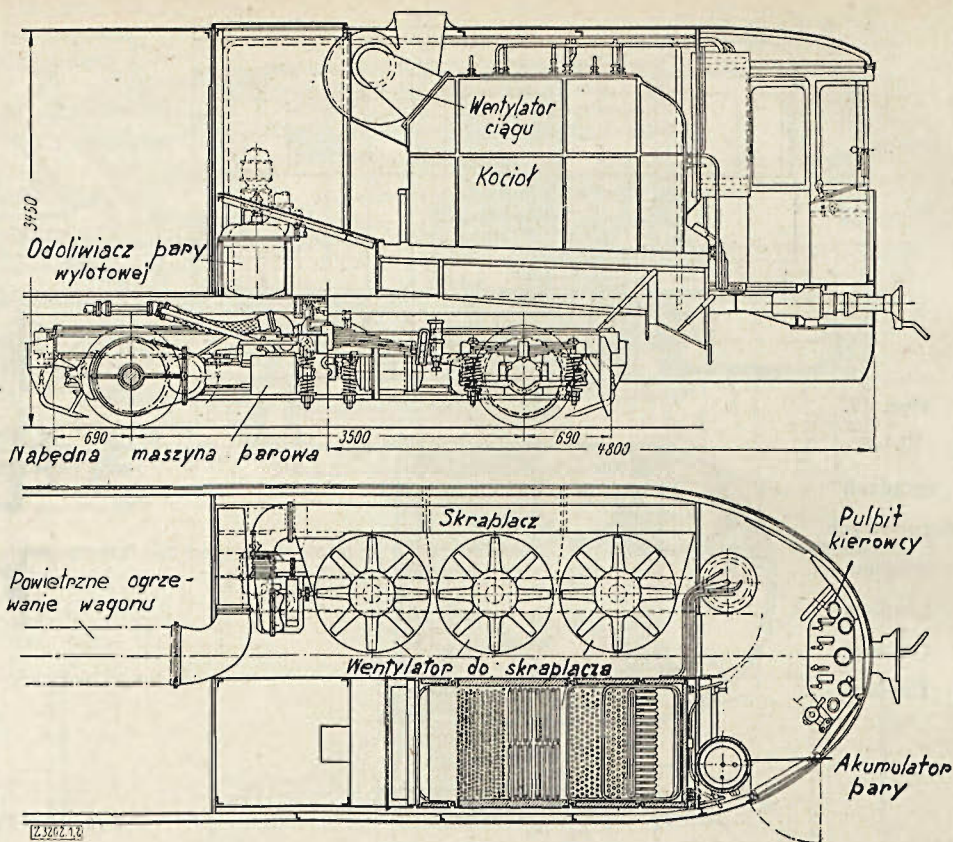 Wentylator
ciągu
Kocioł
3450
Odoliwiacz pary
wylotowej
690
3500
690
4800
Napędna maszyna parowa
Skraplacz
Pulpit
kierowcy
Powietrzne ogrze-
wanie wagonu
Wentylator do skraplacza
Akumulator
pary